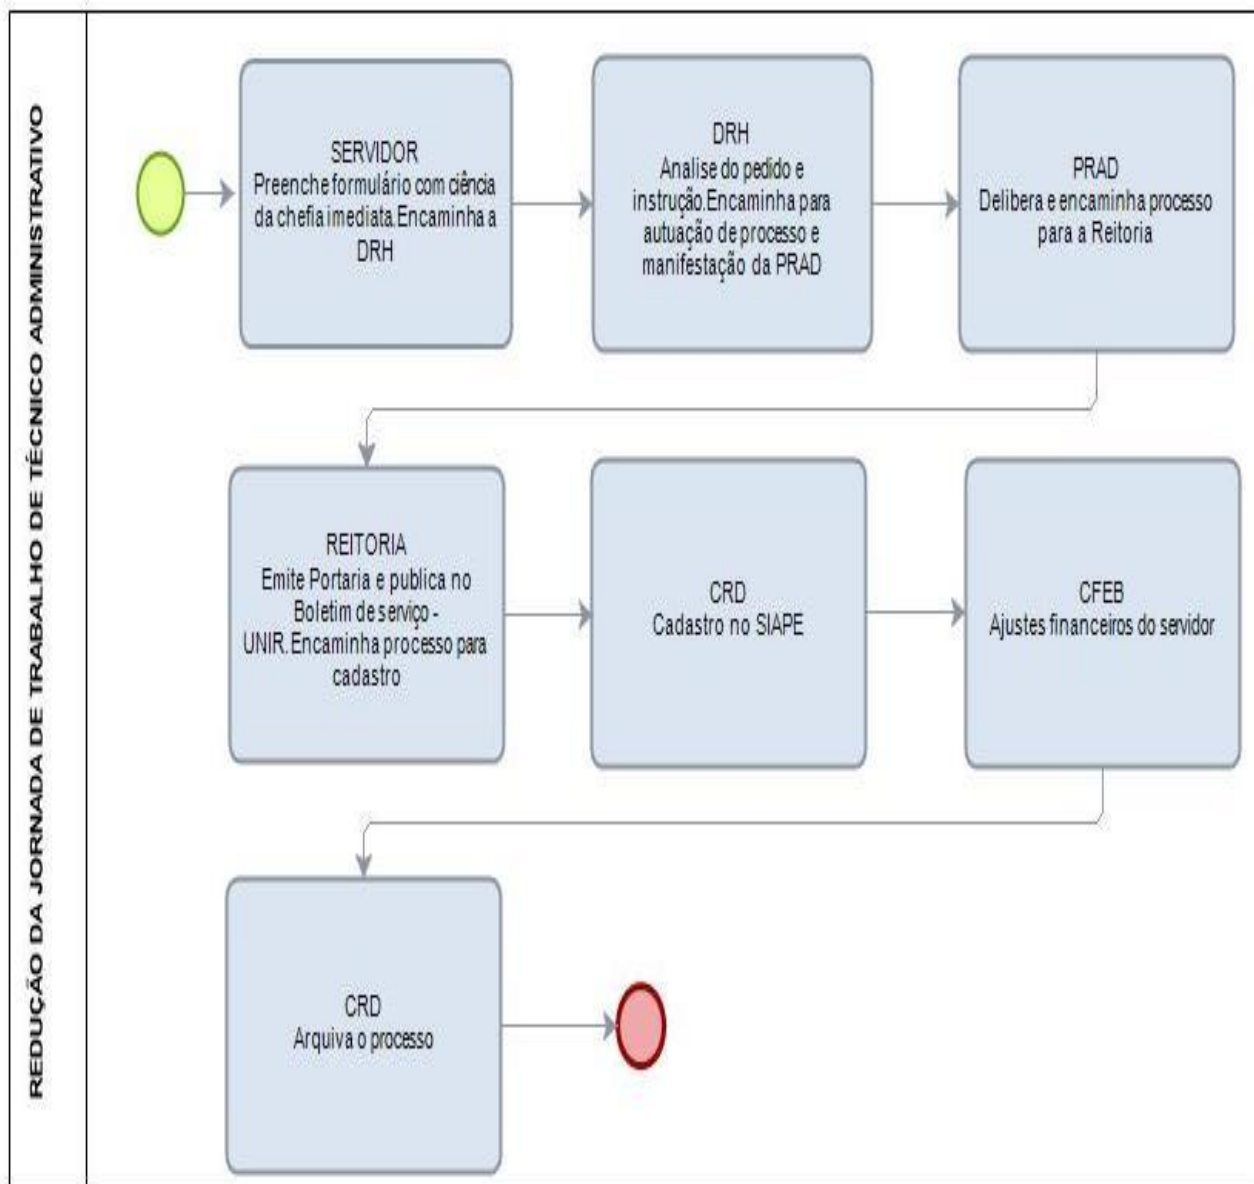 REDUÇÃO DA JORNADA DE TRABALHO DE TÉCNICO ADMINISTRATIVO
SERVIDOR
Preenche formulário com ciência
da chefia imediata.Encaminha a
DRH
DRH
Analise do pedido e
instrução.Encaminha para
autuação de processo e
manifestação da PRAD
PRAD
Delibera e encaminha processo
para a Reitoria
REITORIA
Emite Portaria e publica no
Boletim de serviço -
UNIR.Encaminha processo para
cadastro
CRD
Cadastro no SIAPE
CFEB
Ajustes financeiros do servidor
CRD
Arquiva o processo